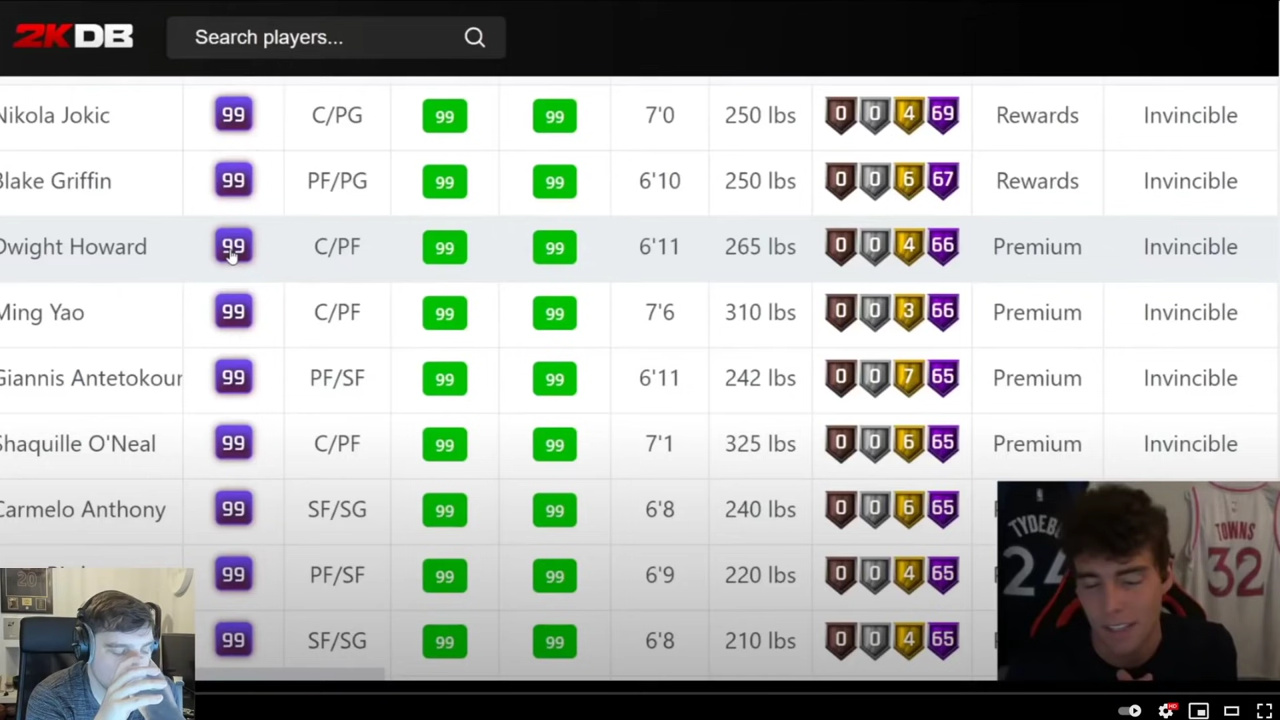 2KDB Search players...
Nikola Jokic 99 C/PG 99 99 7'0 250 lbs 0 0 4 69 Rewards Invincible
Blake Griffin 99 PF/PG 99 99 6'10 250 lbs 0 0 6 67 Rewards Invincible
Dwight Howard 99 C/PF 99 99 6'11 265 lbs 0 0 4 66 Premium Invincible
Ming Yao 99 C/PF 99 99 7'6 310 lbs 0 0 3 66 Premium Invincible
Giannis Antetokour 99 PF/SF 99 99 6'11 242 lbs 0 0 7 65 Premium Invincible
Shaquille O'Neal 99 C/PF 99 99 7'1 325 lbs 0 0 6 65 Premium Invincible
Carmelo Anthony 99 SF/SG 99 99 6'8 240 lbs 0 0 6 65
99 PF/SF 99 99 6'9 220 lbs 0 0 4 65
99 SF/SG 99 99 6'8 210 lbs 0 0 4 65
TOWNS
32
24
HD